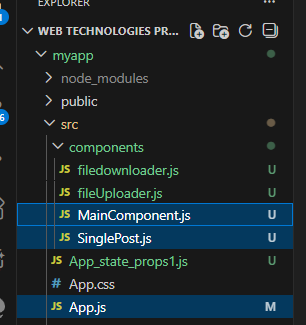 EXPLORER
WEB TECHNOLOGIES PR...
myapp
node_modules
public
src
components
JS filedownloader.js U
JS fileUploader.js U
JS MainComponent.js U
JS SinglePost.js U
JS App_state_props1.js U
# App.css
JS App.js M